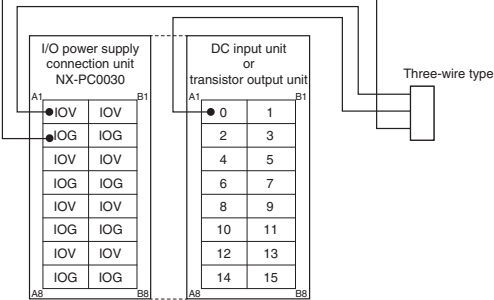 I/O power supply
connection unit
NX-PC0030
DC input unit
or
transistor output unit
Three-wire type
A1 B1 A1 B1
IOV IOV 0 1
IOG IOG 2 3
IOV IOV 4 5
IOG IOG 6 7
IOV IOV 8 9
IOG IOG 10 11
IOV IOV 12 13
IOG IOG 14 15
A8 B8 A8 B8